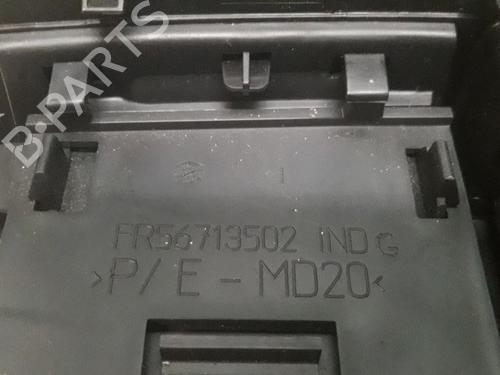 B-PARTS
FR56713502 IND G
>P/E-MD20<